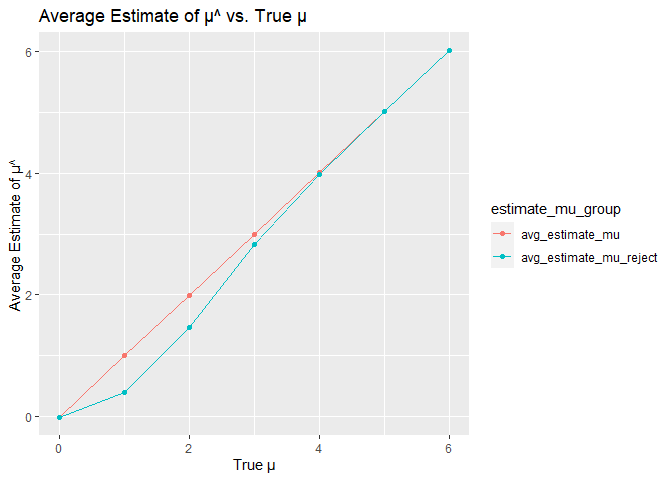 Average Estimate of µ^ vs. True µ
Average Estimate of µ^
6
4
2
0
0 2 4 6
True µ
estimate_mu_group
avg_estimate_mu
avg_estimate_mu_reject